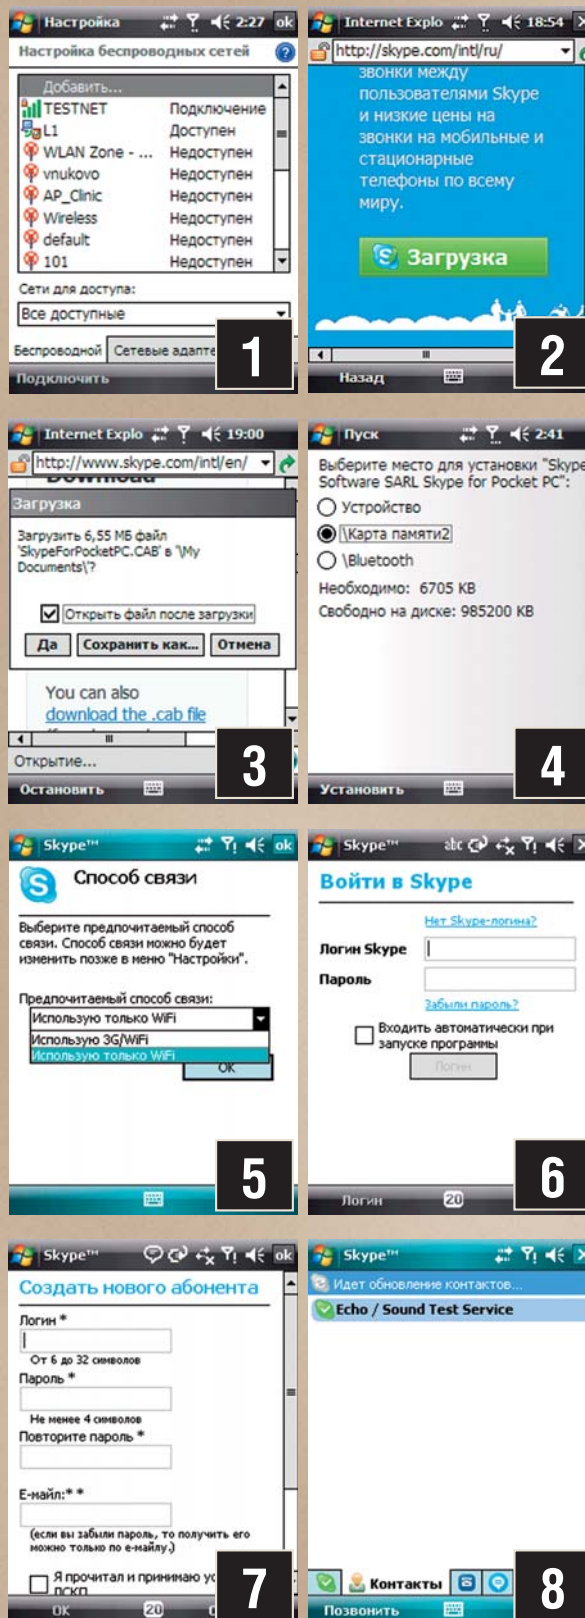 Настройка 2:27 ok
Настройка беспроводных сетей ?
Добавить...
TESTNET Подключение
L1 Доступен
WLAN Zone - ... Недоступен
vnukovo Недоступен
AP_Clinic Недоступен
Wireless Недоступен
default Недоступен
101 Недоступен
Сети для доступа:
Все доступные
Беспроводной Сетевые адапте
Подключить
1
Internet Explo 18:54
http://skype.com/intl/ru/
звонки между
пользователями Skype
и низкие цены на
звонки на мобильные и
стационарные
телефоны по всему
миру.
Загрузка
Назад
2
Internet Explo 19:00
http://www.skype.com/intl/en/
Download
Загрузка
Загрузить 6,55 МБ файл
'SkypeForPocketPC.CAB' в '\My
Documents\'?
Открыть файл после загрузки
Да Сохранить как... Отмена
You can also
download the .cab file
Открытие...
Остановить
3
Пуск 2:41
Выберите место для установки "Skype
Software SARL Skype for Pocket PC":
Устройство
\Карта памяти2
\Bluetooth
Необходимо: 6705 KB
Свободно на диске: 985200 KB
Установить
4
Skype™ ok
Способ связи
Выберите предпочитаемый способ
связи. Способ связи можно будет
изменить позже в меню "Настройки".
Предпочитаемый способ связи:
Использую только WiFi
Использую 3G/WiFi
Использую только WiFi
OK
5
Skype™ abc
Войти в Skype
Нет Skype-логина?
Логин Skype
Пароль
Забыли пароль?
Входить автоматически при
запуске программы
Логин
Логин 20
6
Skype™ ok
Создать нового абонента
Логин *
От 6 до 32 символов
Пароль *
Не менее 4 символов
Повторите пароль *
Е-майл:* *
(если вы забыли пароль, то получить его
можно только по е-майлу.)
Я прочитал и принимаю ус
ПСКП
OK 20
7
Skype™
Идет обновление контактов...
Echo / Sound Test Service
Контакты
Позвонить
8